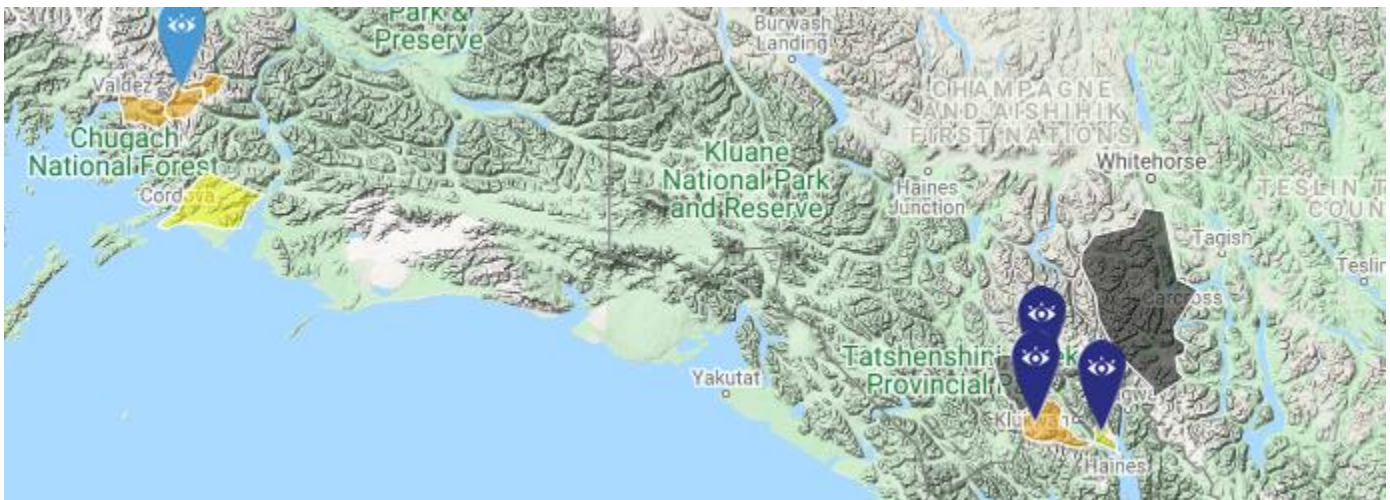 Park &
Preserve
Burwash
Landing
Valdez
CHAMPAGNE
AND AISHIHIK
FIRST NATIONS
Chugach
National Forest
Kluane
National Park
and Reserve
Whitehorse
Haines
Junction
TESLIN T
COUN
Cordova
Tagish
Teslin
Carcross
Tatshenshini
Provincial P
Yakutat
Haines